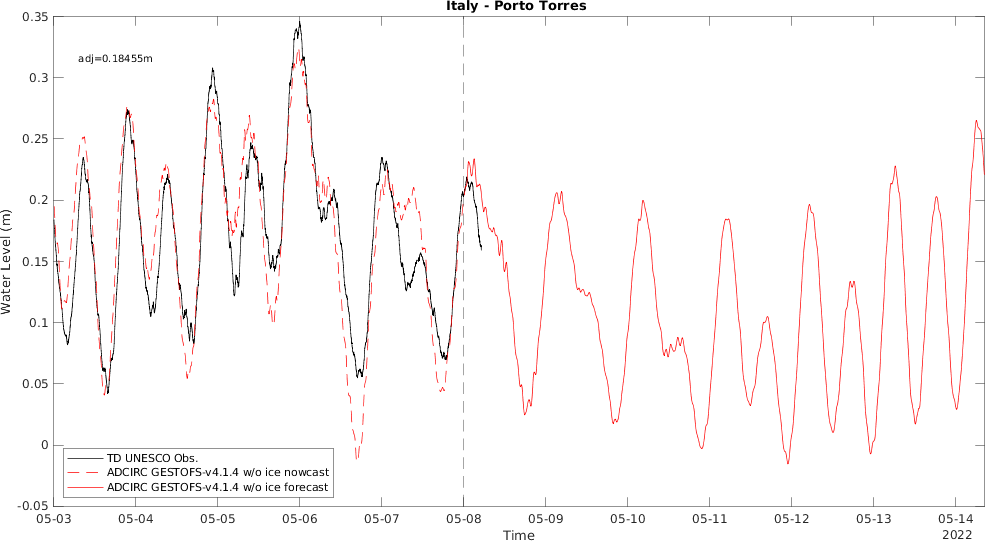 Italy - Porto Torres
0.35
0.3
0.25
0.2
0.15
0.1
0.05
0
-0.05
Water Level (m)
adj=0.18455m
TD UNESCO Obs.
ADCIRC GESTOFS-v4.1.4 w/o ice nowcast
ADCIRC GESTOFS-v4.1.4 w/o ice forecast
05-03 05-04 05-05 05-06 05-07 05-08 05-09 05-10 05-11 05-12 05-13 05-14
Time
2022